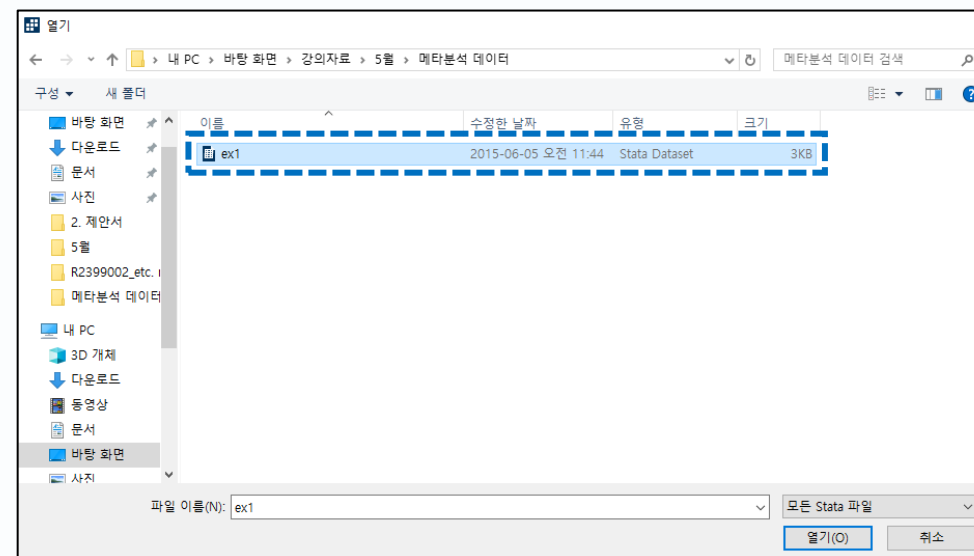 열기
내 PC › 바탕 화면 › 강의자료 › 5월 › 메타분석 데이터
메타분석 데이터 검색
구성
새 폴더
이름 수정한 날짜 유형 크기
ex1 2015-06-05 오전 11:44 Stata Dataset 3KB
바탕 화면
다운로드
문서
사진
2. 제안서
5월
R2399002_etc.
메타분석 데이터
내 PC
3D 개체
다운로드
동영상
문서
바탕 화면
사진
파일 이름(N): ex1 모든 Stata 파일
열기(O) 취소